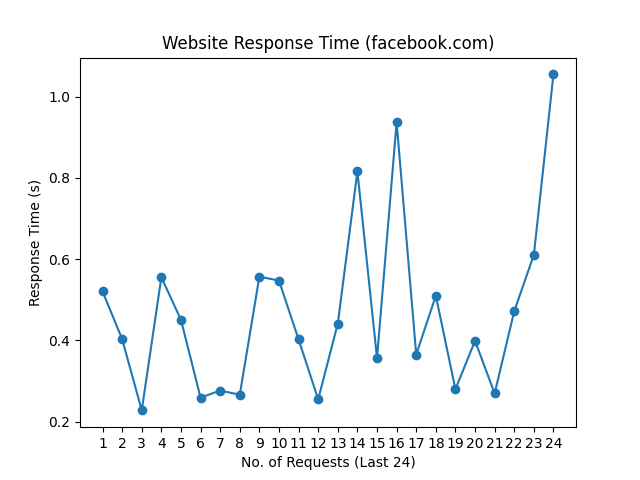 Website Response Time (facebook.com)
Response Time (s)
1.0
0.8
0.6
0.4
0.2
1 2 3 4 5 6 7 8 9 10 11 12 13 14 15 16 17 18 19 20 21 22 23 24
No. of Requests (Last 24)